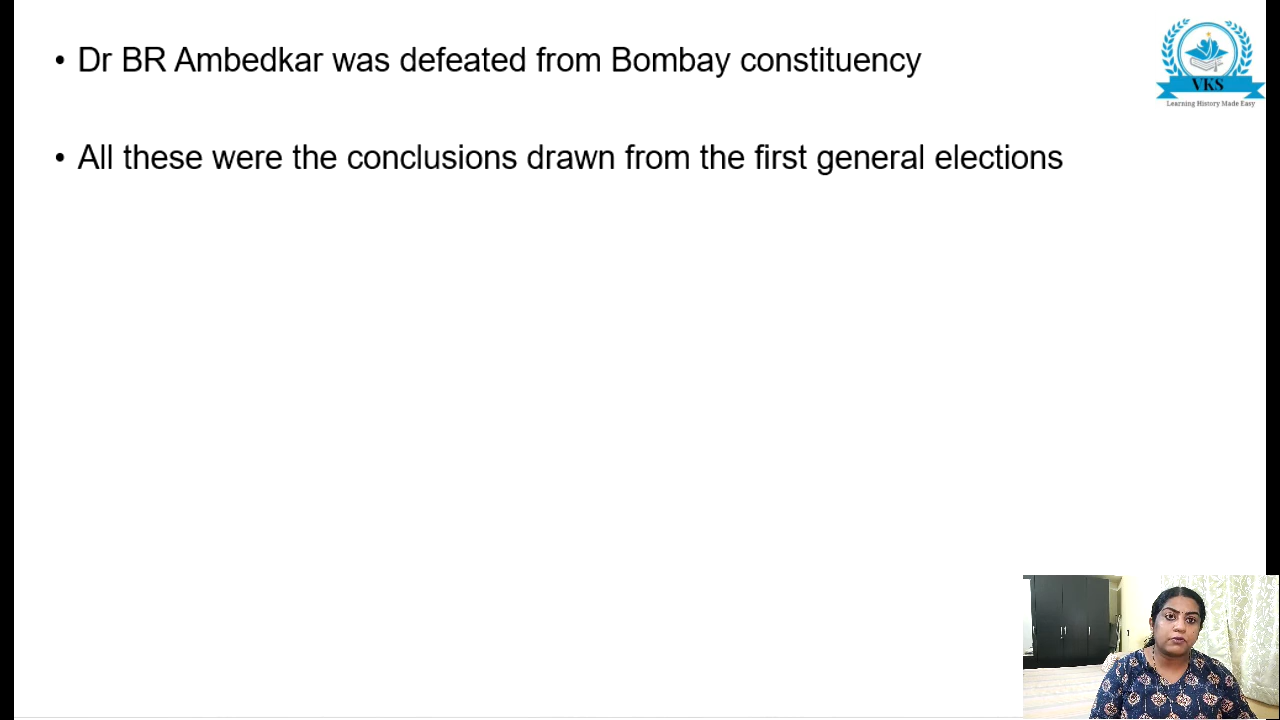 • Dr BR Ambedkar was defeated from Bombay constituency
VKS
Learning History Made Easy
• All these were the conclusions drawn from the first general elections